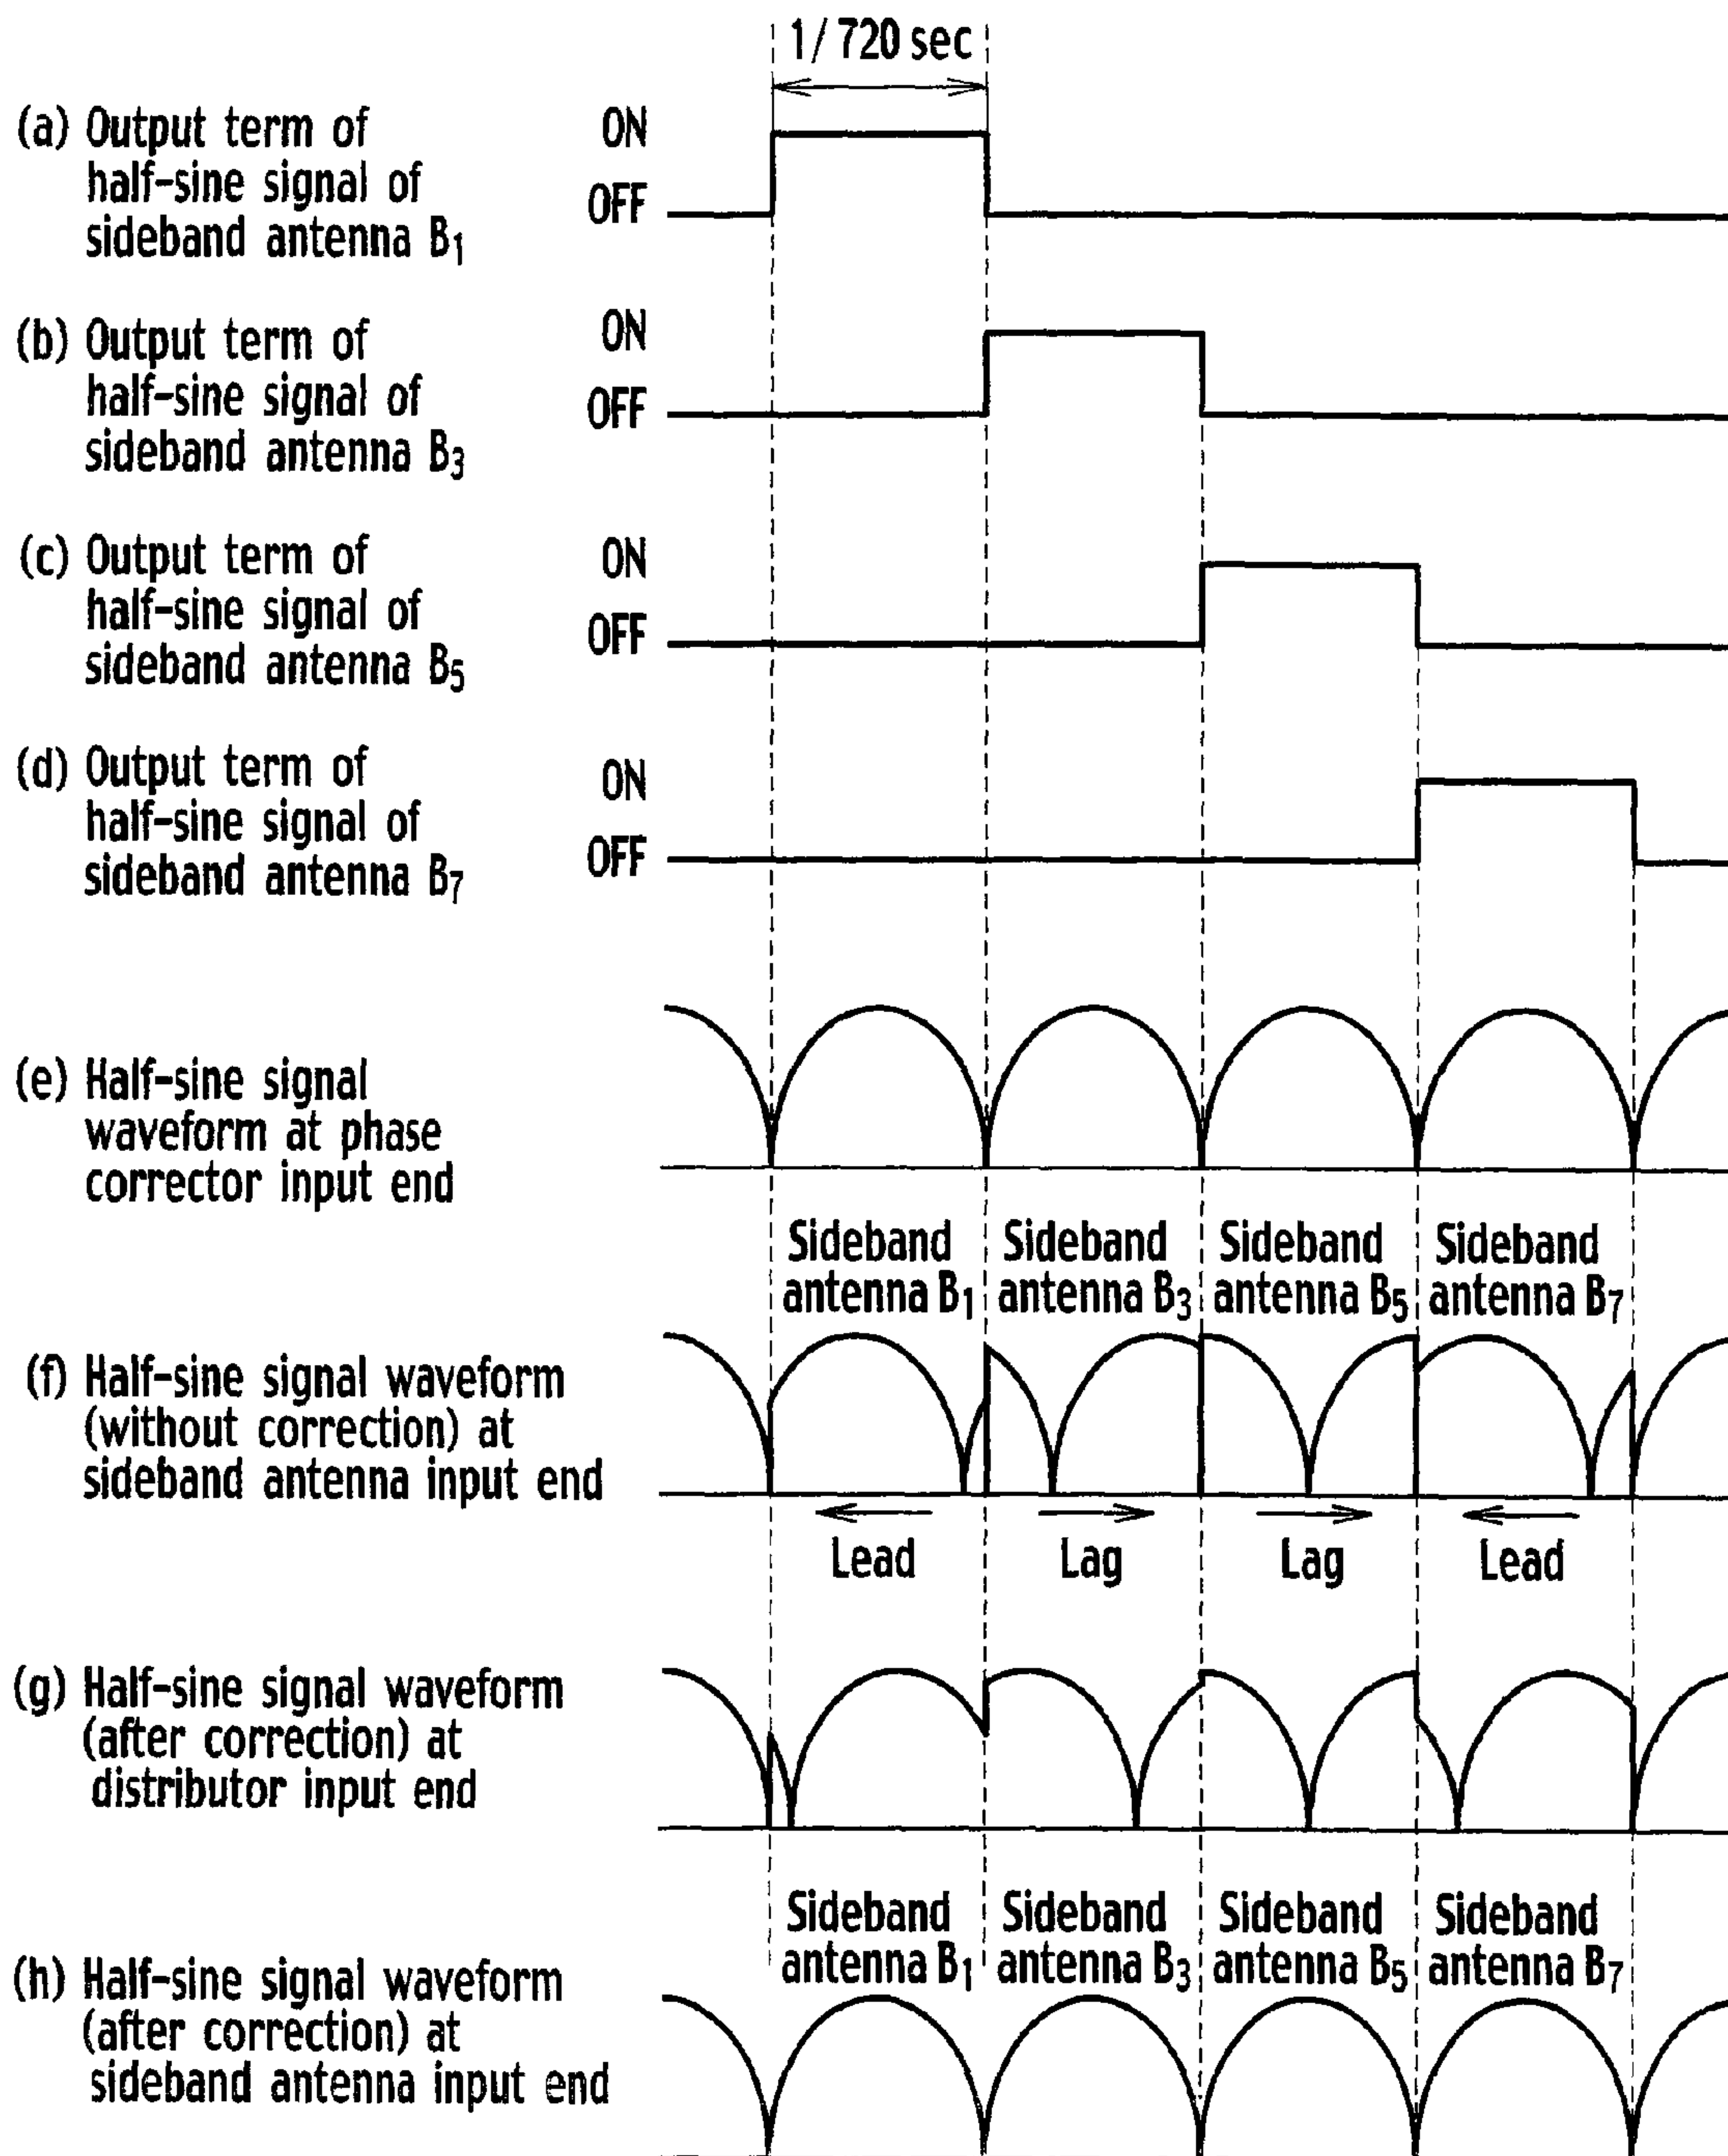 1/720 sec
(a) Output term of
half-sine signal of
sideband antenna B1
ON
OFF
(b) Output term of
half-sine signal of
sideband antenna B3
ON
OFF
(c) Output term of
half-sine signal of
sideband antenna B5
ON
OFF
(d) Output term of
half-sine signal of
sideband antenna B7
ON
OFF
(e) Half-sine signal
waveform at phase
corrector input end
Sideband
antenna B1
Sideband
antenna B3
Sideband
antenna B5
Sideband
antenna B7
(f) Half-sine signal waveform
(without correction) at
sideband antenna input end
Lead
Lag
Lag
Lead
(g) Half-sine signal waveform
(after correction) at
distributor input end
Sideband
antenna B1
Sideband
antenna B3
Sideband
antenna B5
Sideband
antenna B7
(h) Half-sine signal waveform
(after correction) at
sideband antenna input end